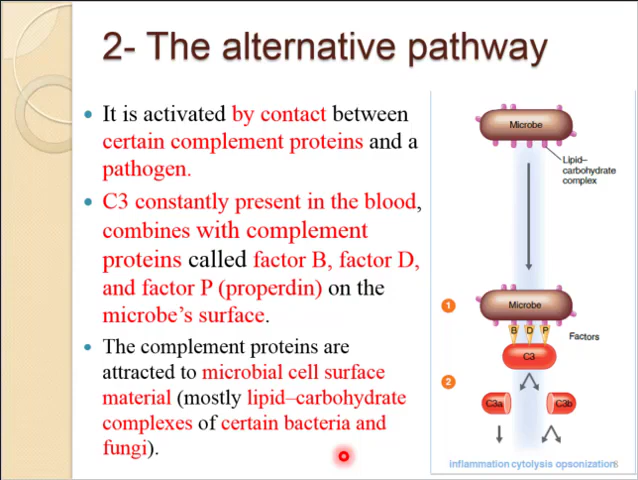 2- The alternative pathway
It is activated by contact between
certain complement proteins and a
pathogen.
C3 constantly present in the blood,
combines with complement
proteins called factor B, factor D,
and factor P (properdin) on the
microbe's surface.
The complement proteins are
attracted to microbial cell surface
material (mostly lipid–carbohydrate
complexes of certain bacteria and
fungi).
Microbe
Lipid–
carbohydrate
complex
1
Microbe
B D P
Factors
C3
2
C3a C3b
inflammation cytolysis opsonization